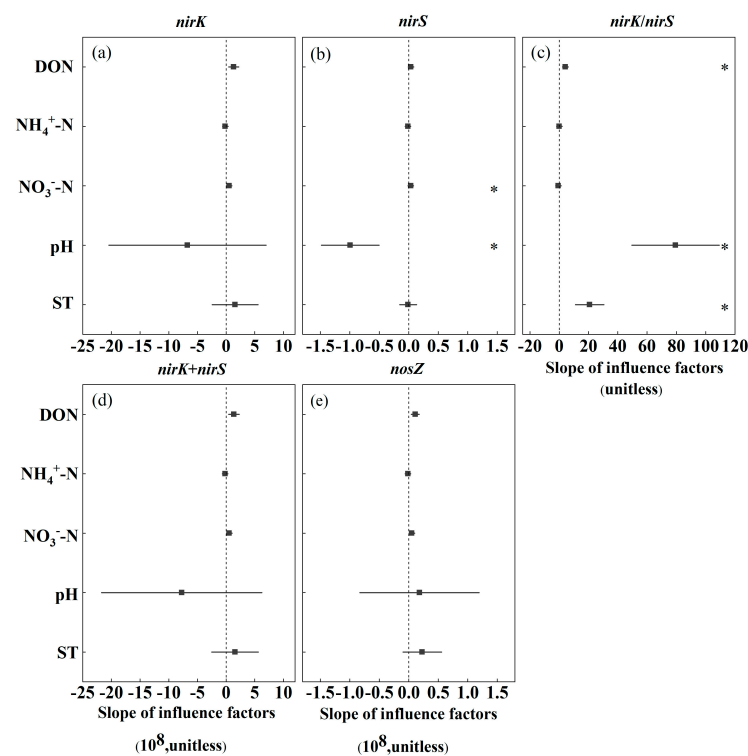 nirK nirS nirK/nirS
(a) (b) (c)
DON *
NH₄⁺-N
NO₃⁻-N *
pH * *
ST *
-25 -20 -15 -10 -5 0 5 10 -1.5 -1.0 -0.5 0.0 0.5 1.0 1.5 -20 0 20 40 60 80 100 120
Slope of influence factors
(unitless)
nirK+nirS nosZ
(d) (e)
DON
NH₄⁺-N
NO₃⁻-N
pH
ST
-25 -20 -15 -10 -5 0 5 10 -1.5 -1.0 -0.5 0.0 0.5 1.0 1.5
Slope of influence factors Slope of influence factors
(10⁸,unitless) (10⁸,unitless)